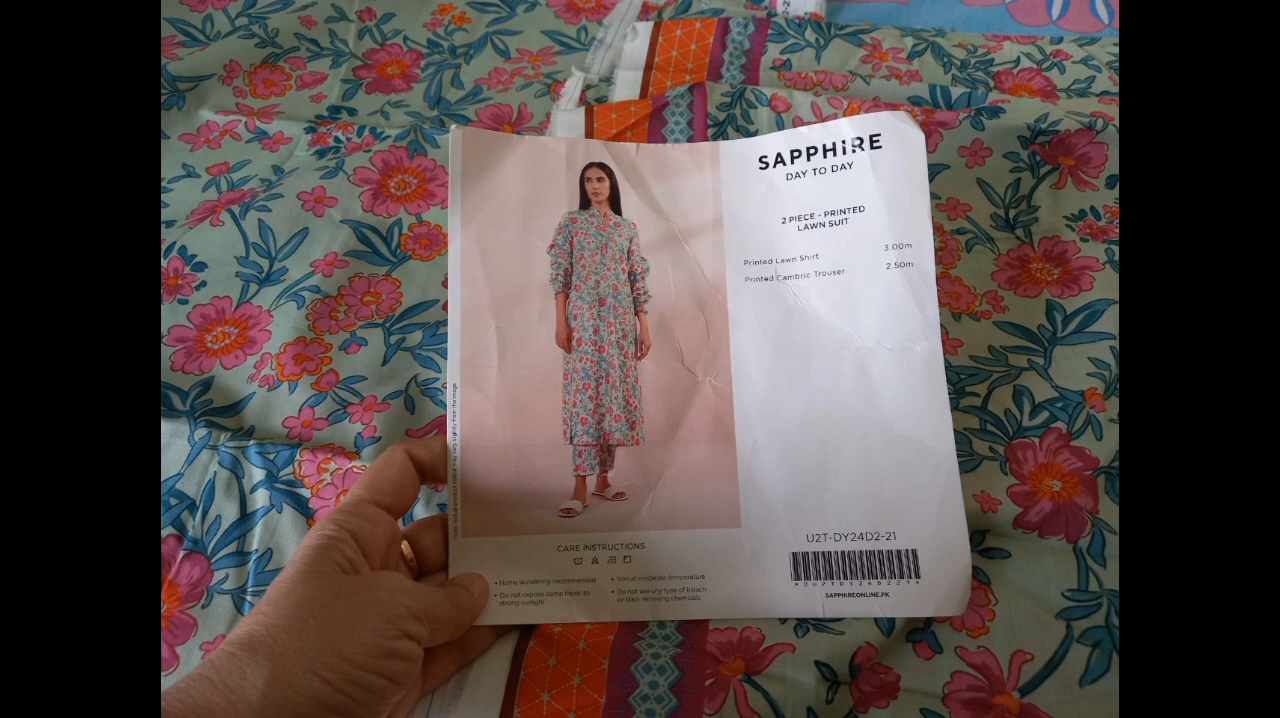 SAPPHIRE
DAY TO DAY
2 PIECE - PRINTED
LAWN SUIT
Printed Lawn Shirt 3.00m
Printed Cambric Trouser 2.50m
CARE INSTRUCTIONS
• Home laundering recommended
• Do not expose damp fabric to
strong sunlight
• Iron at moderate temperature
• Do not use any type of bleach
or stain removing chemicals
U2T-DY24D2-21
SAPPHIREONLINE.PK